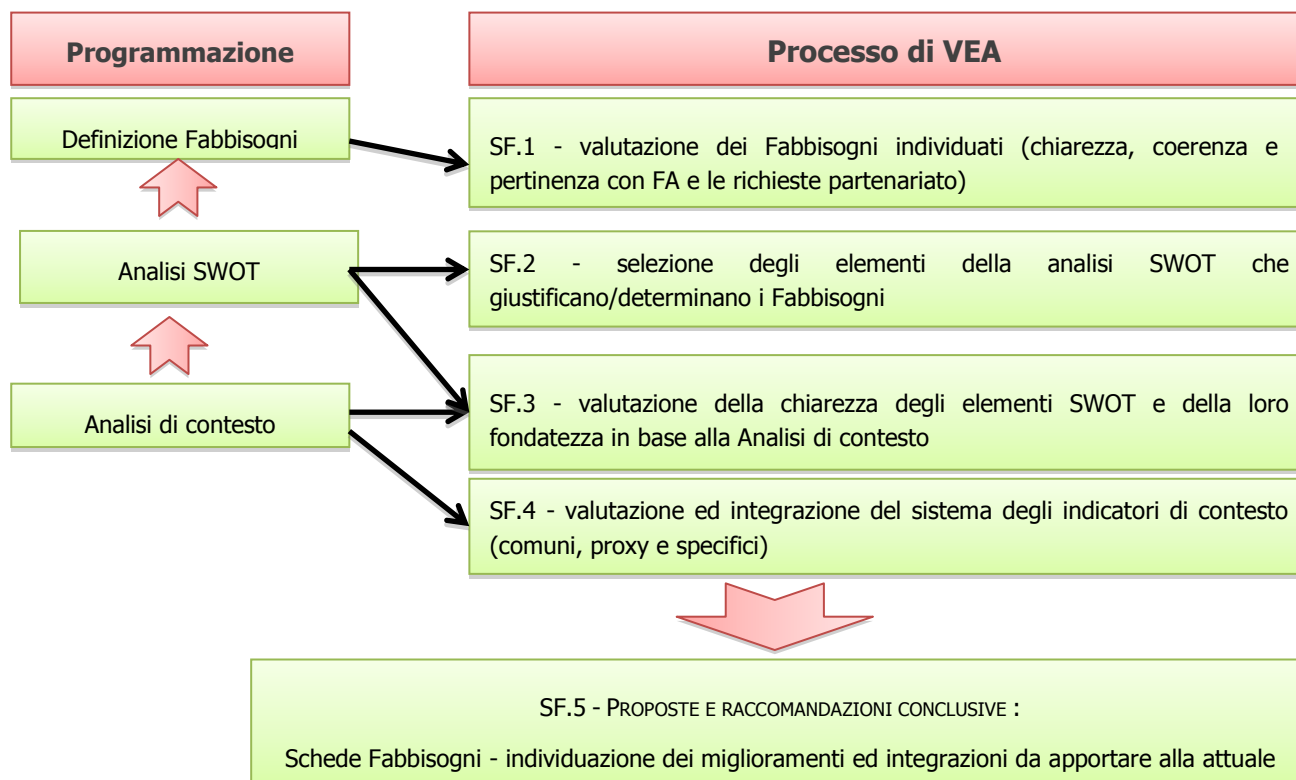 Programmazione
Processo di VEA
Definizione Fabbisogni
SF.1 - valutazione dei Fabbisogni individuati (chiarezza, coerenza e
pertinenza con FA e le richieste partenariato)
Analisi SWOT
SF.2 - selezione degli elementi della analisi SWOT che
giustificano/determinano i Fabbisogni
Analisi di contesto
SF.3 - valutazione della chiarezza degli elementi SWOT e della loro
fondatezza in base alla Analisi di contesto
SF.4 - valutazione ed integrazione del sistema degli indicatori di contesto
(comuni, proxy e specifici)
SF.5 - PROPOSTE E RACCOMANDAZIONI CONCLUSIVE :
Schede Fabbisogni - individuazione dei miglioramenti ed integrazioni da apportare alla attuale